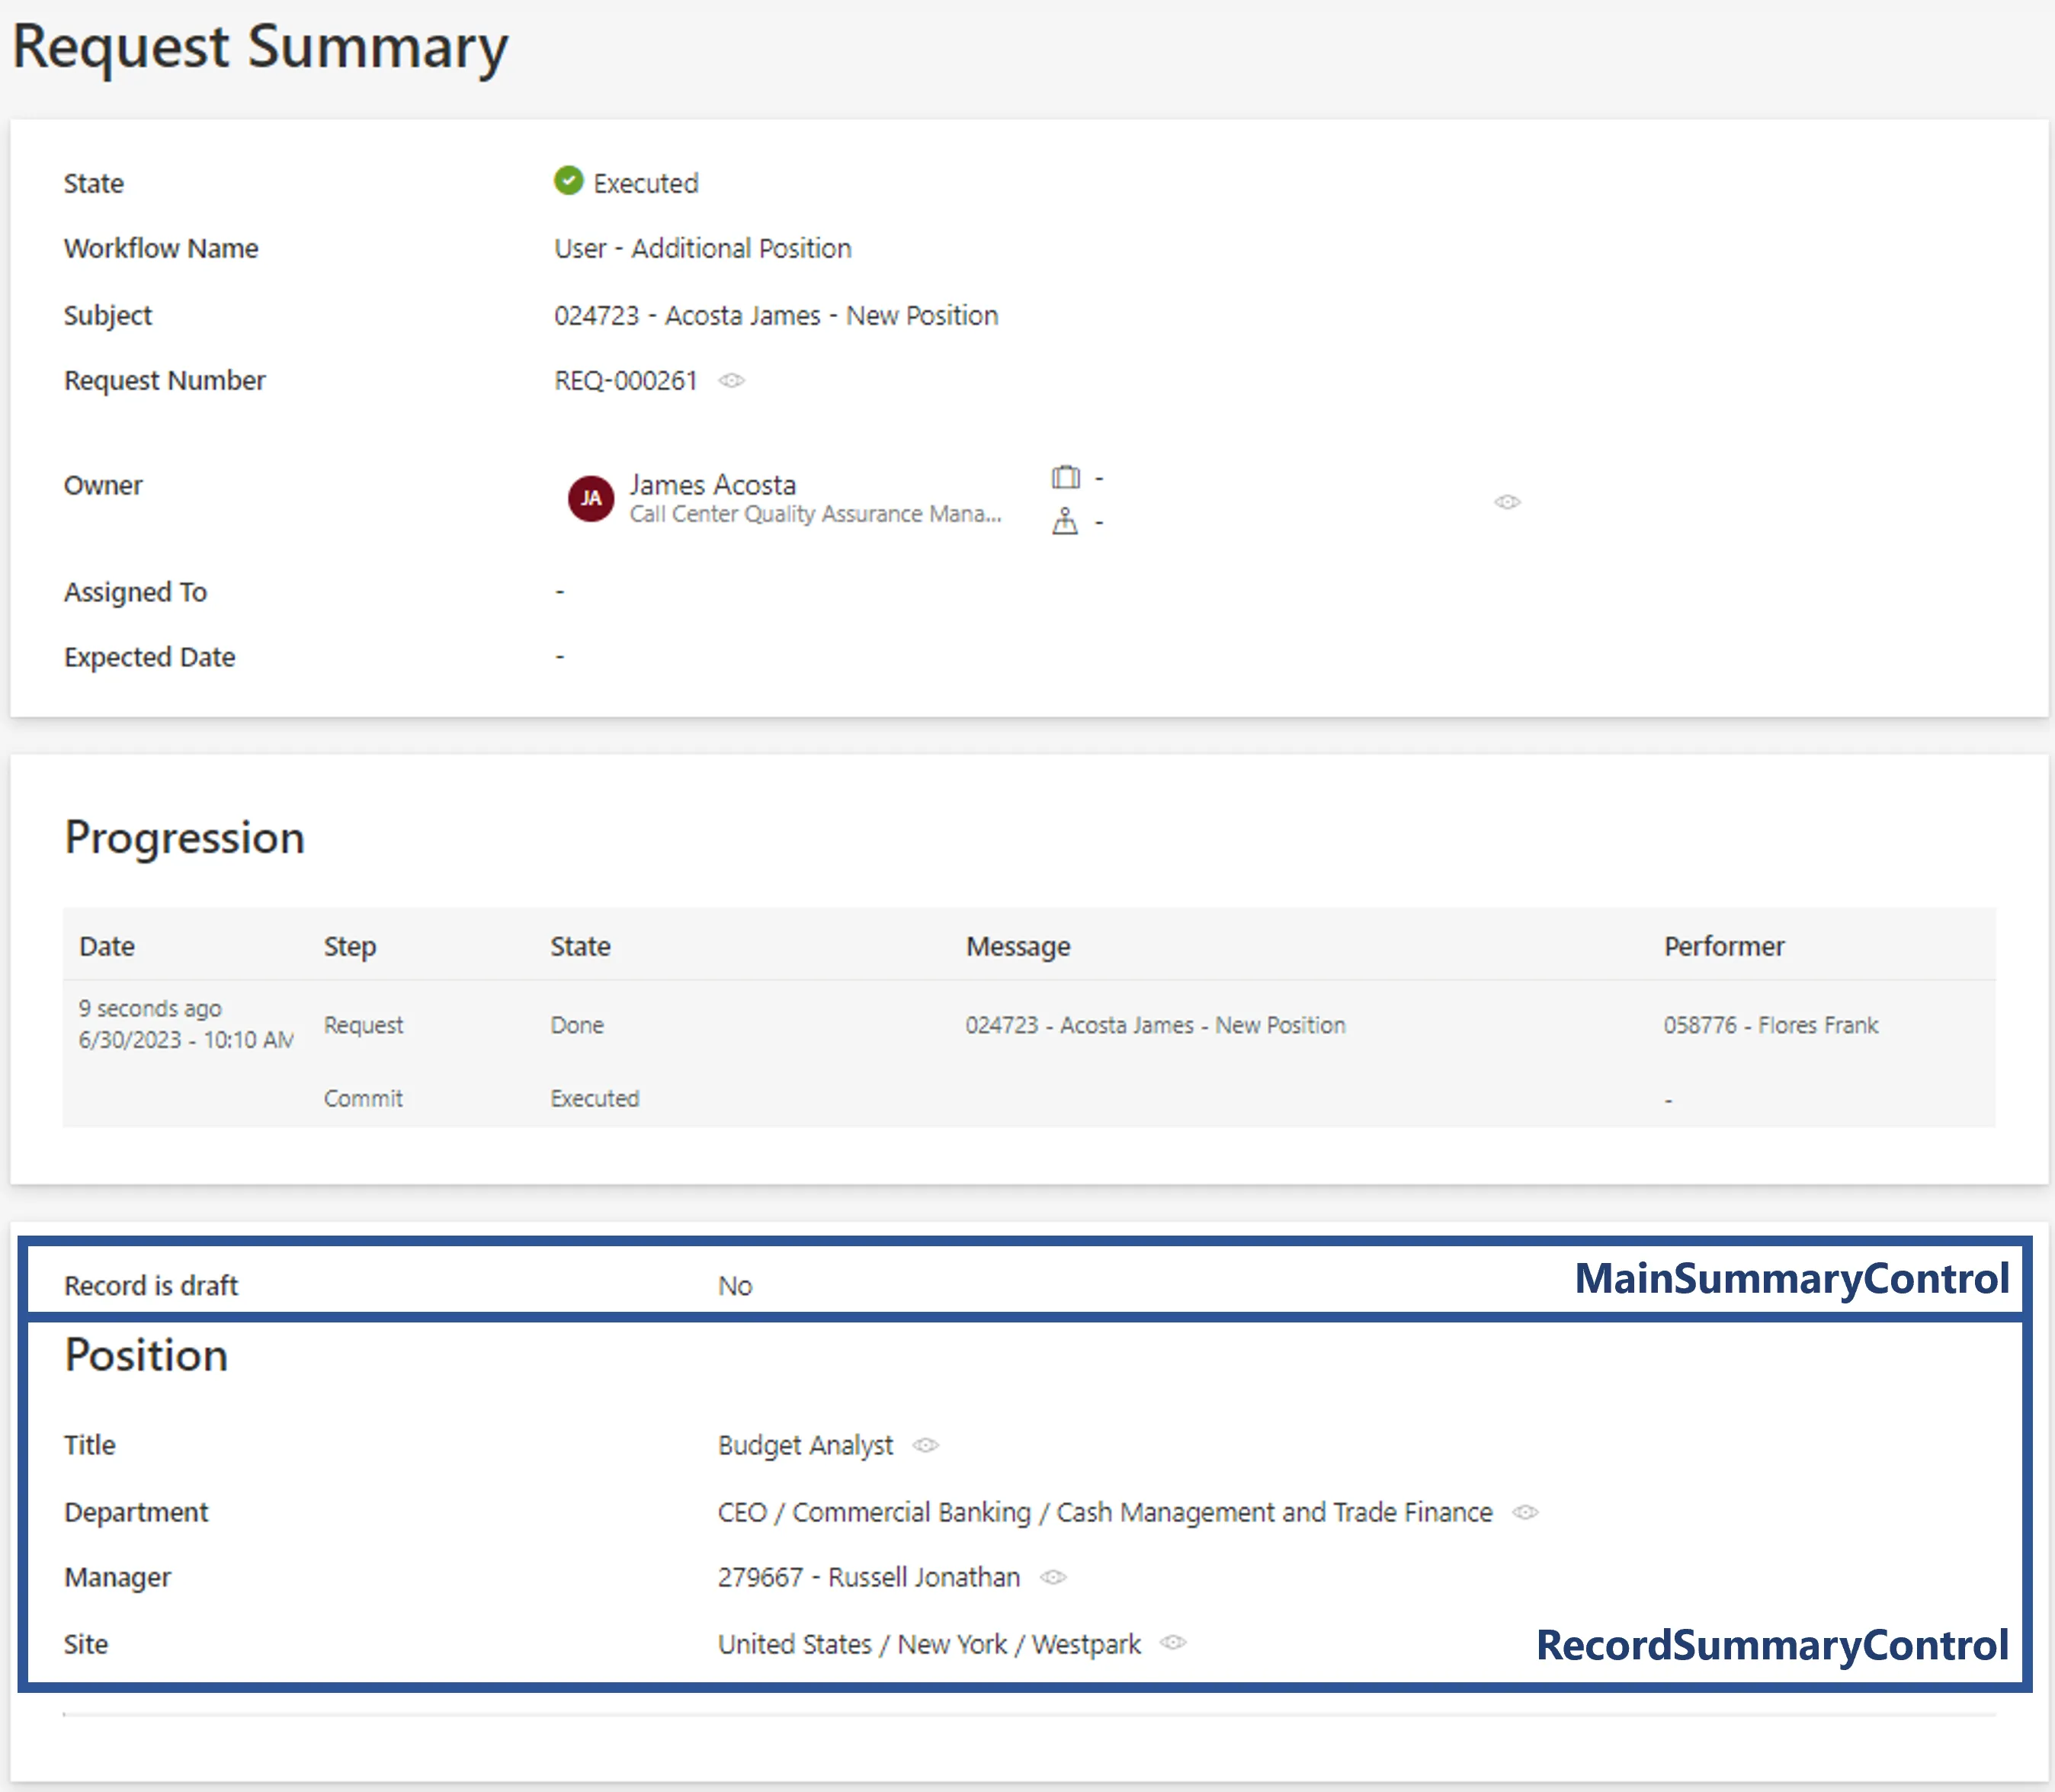 Request Summary
State Executed
Workflow Name User - Additional Position
Subject 024723 - Acosta James - New Position
Request Number REQ-000261
Owner JA James Acosta -
Call Center Quality Assurance Mana... -
Assigned To -
Expected Date -
Progression
Date Step State Message Performer
9 seconds ago
6/30/2023 - 10:10 AM Request Done 024723 - Acosta James - New Position 058776 - Flores Frank
Commit Executed -
Record is draft No MainSummaryControl
Position
Title Budget Analyst
Department CEO / Commercial Banking / Cash Management and Trade Finance
Manager 279667 - Russell Jonathan
Site United States / New York / Westpark RecordSummaryControl